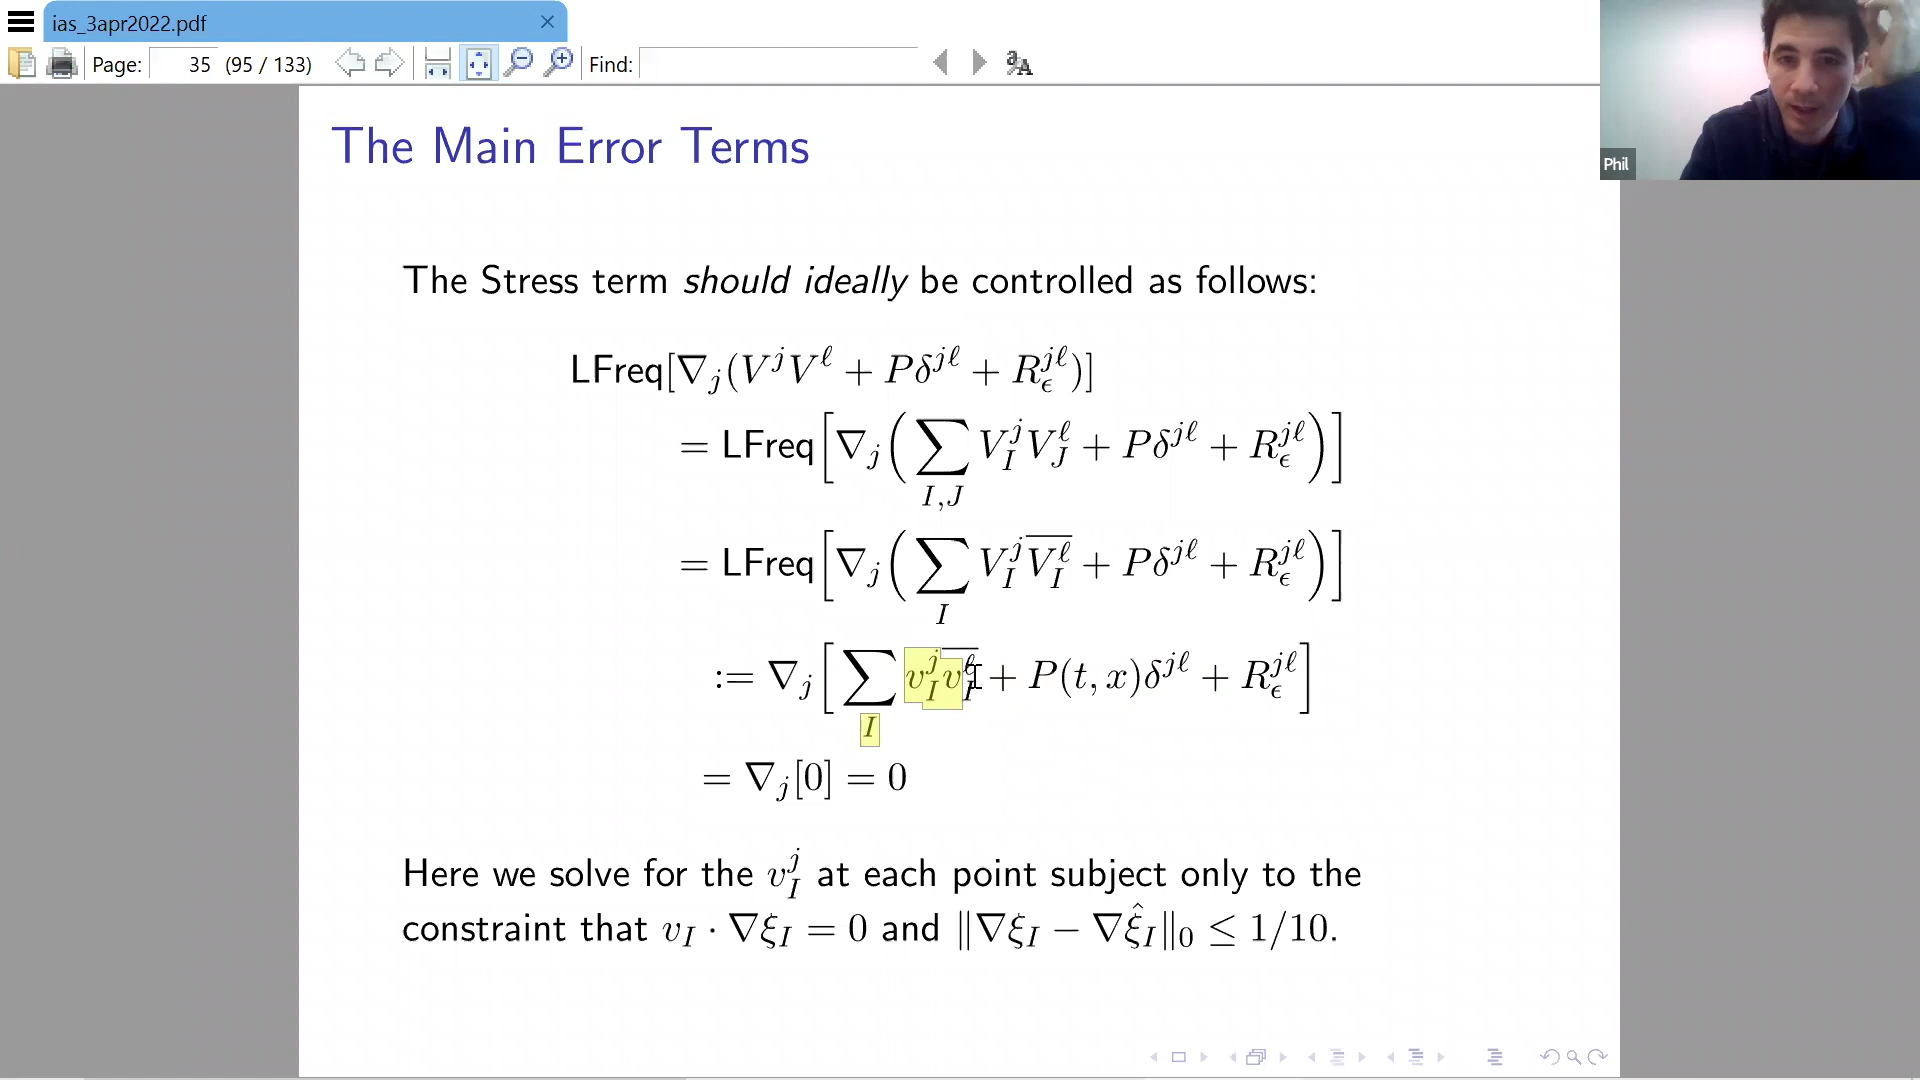 ias_3apr2022.pdf
Page: 35 (95 / 133) Find:
Phil
The Main Error Terms
The Stress term should ideally be controlled as follows:
LFreq[∇_j(V^j V^ℓ + Pδ^{jℓ} + R_ϵ^{jℓ})]
= LFreq[∇_j(∑_{I,J} V_I^j V_J^ℓ + Pδ^{jℓ} + R_ϵ^{jℓ})]
= LFreq[∇_j(∑_I V_I^j \overline{V_I^ℓ} + Pδ^{jℓ} + R_ϵ^{jℓ})]
:= ∇_j[∑_I v_I^j \overline{v_I^ℓ} + P(t, x)δ^{jℓ} + R_ϵ^{jℓ}]
= ∇_j[0] = 0
Here we solve for the v_I^j at each point subject only to the
constraint that v_I · ∇ξ_I = 0 and ‖∇ξ_I − ∇\hat{ξ}_I‖_0 ≤ 1/10.